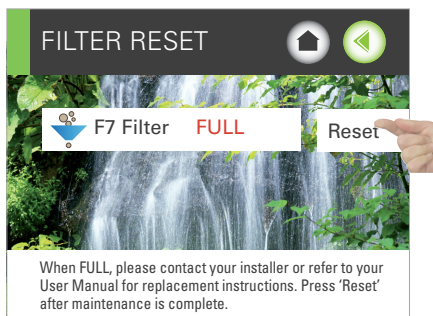 FILTER RESET
F7 Filter FULL Reset
When FULL, please contact your installer or refer to your
User Manual for replacement instructions. Press ‘Reset’
after maintenance is complete.